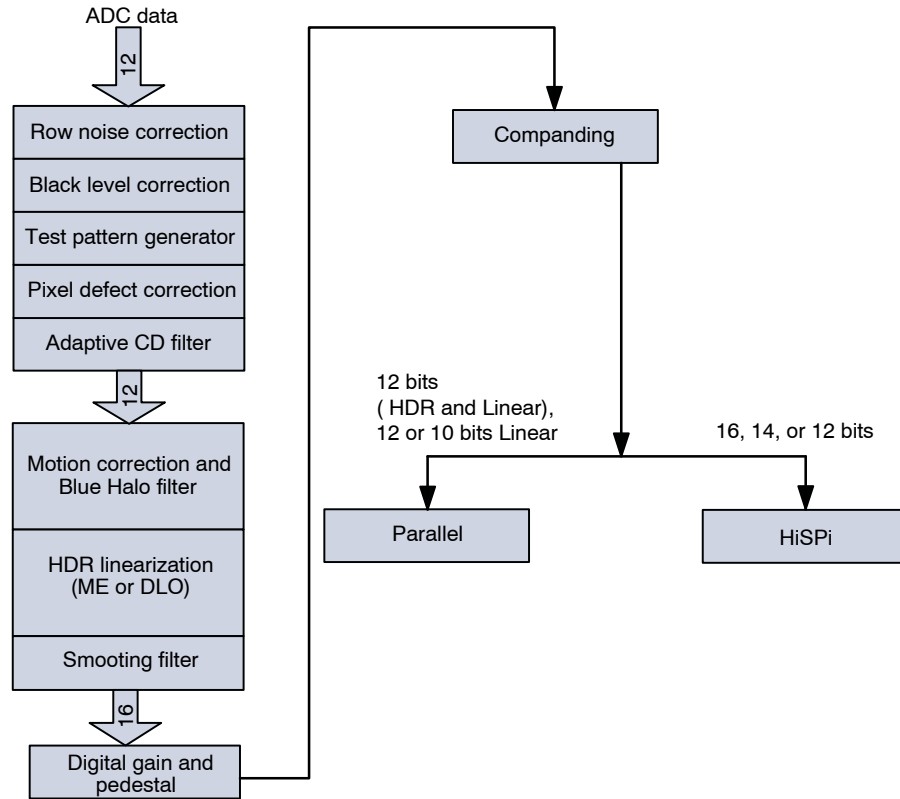 ADC data
12
Row noise correction
Black level correction
Test pattern generator
Pixel defect correction
Adaptive CD filter
12
Motion correction and
Blue Halo filter
HDR linearization
(ME or DLO)
Smooting filter
16
Digital gain and
pedestal
Companding
12 bits
( HDR and Linear),
12 or 10 bits Linear
16, 14, or 12 bits
Parallel
HiSPi